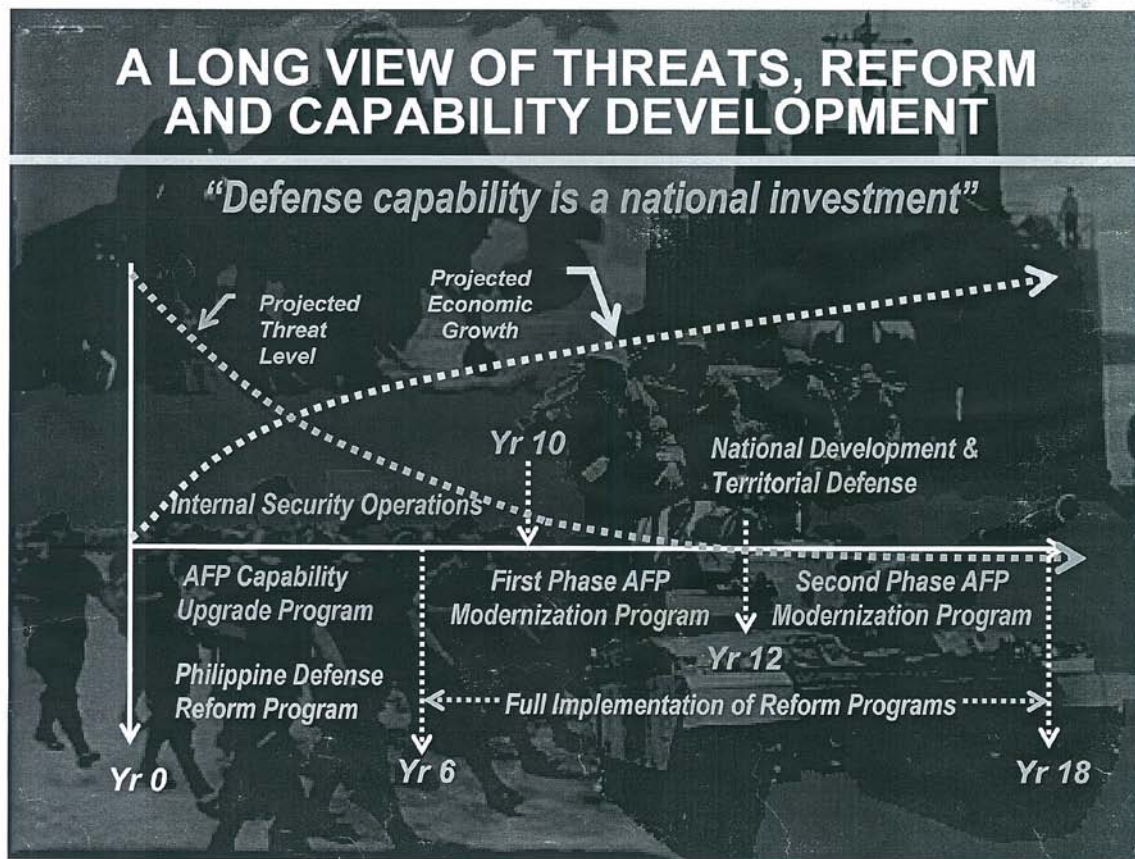 A LONG VIEW OF THREATS, REFORM
AND CAPABILITY DEVELOPMENT
“Defense capability is a national investment”
Projected
Threat
Level
Projected
Economic
Growth
Yr 10
National Development &
Territorial Defense
Internal Security Operations
AFP Capability
Upgrade Program
First Phase AFP
Modernization Program
Second Phase AFP
Modernization Program
Yr 12
Philippine Defense
Reform Program
Full Implementation of Reform Programs
Yr 0
Yr 6
Yr 18